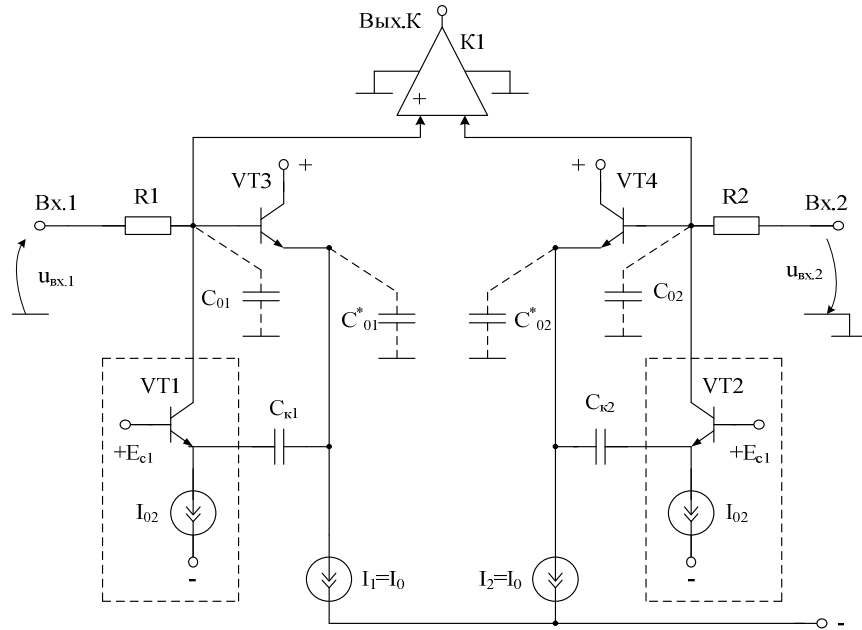 Вых.К
К1
+
+
+
VT3
VT4
Вх.1
R1
R2
Вх.2
uвх.1
uвх.2
C01
C*01
C*02
C02
VT1
VT2
Cк1
Cк2
+Ec1
+Ec1
I02
I02
-
-
I1=I0
I2=I0
-